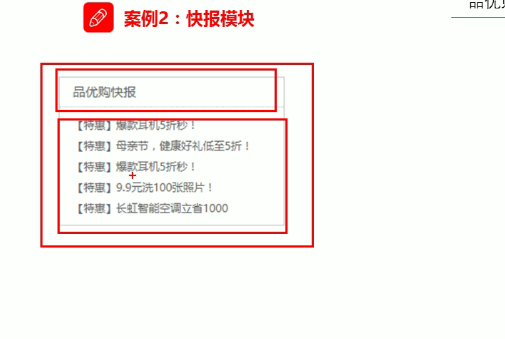 案例2：快报模块
品优购快报
【特惠】爆款耳机5折秒！
【特惠】母亲节，健康好礼低至5折！
【特惠】爆款耳机5折秒！
【特惠】9.9元洗100张照片！
【特惠】长虹智能空调立省1000